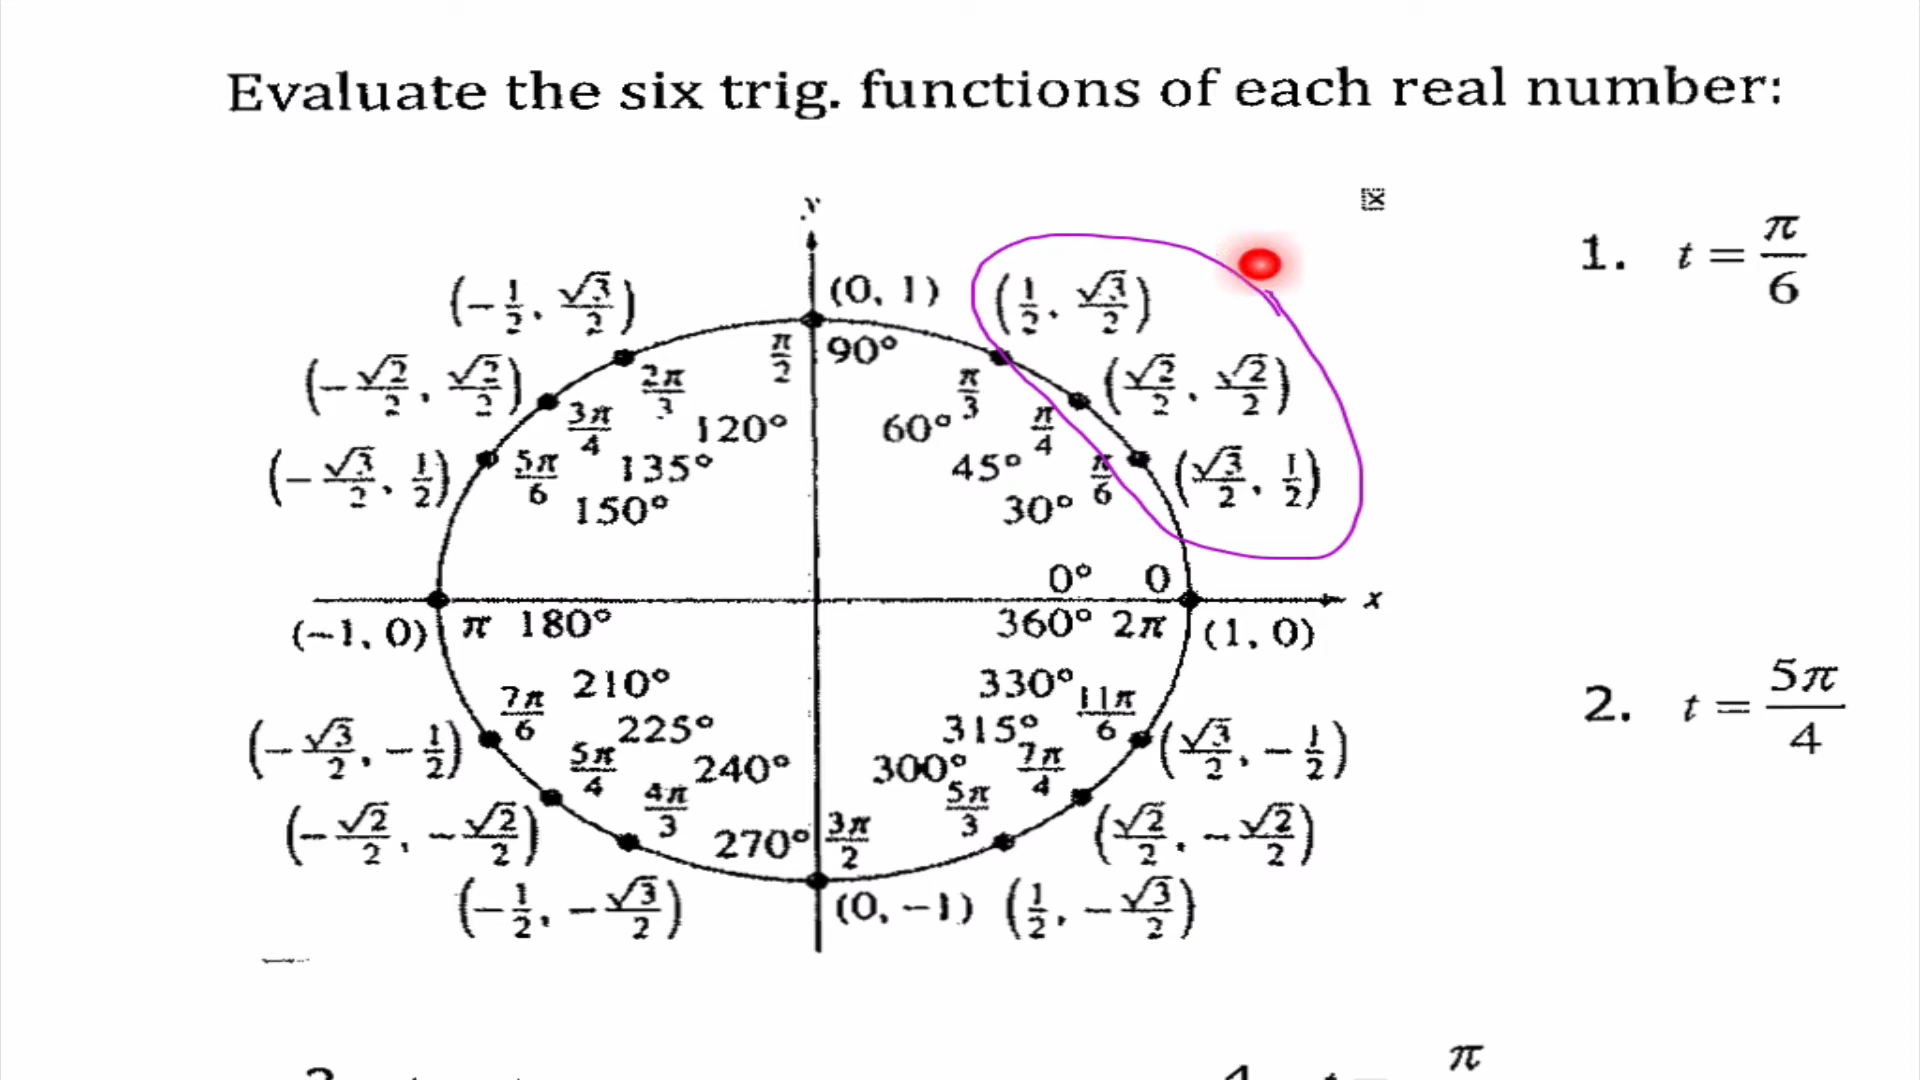 Evaluate the six trig. functions of each real number:
y
1. t = π/6
(-1/2, √3/2) (0, 1) (1/2, √3/2)
π/2 90°
(-√2/2, √2/2) 2π/3 π/3 (√2/2, √2/2)
3π/4 120° 60° π/4
(-√3/2, 1/2) 5π/6 135° 45° π/6 (√3/2, 1/2)
150° 30°
0° 0
x
(-1, 0) π 180° 360° 2π (1, 0)
7π/6 210° 330° 11π/6
2. t = 5π/4
(-√3/2, -1/2) 225° 315° (√3/2, -1/2)
5π/4 240° 300° 7π/4
(-√2/2, -√2/2) 4π/3 270° 3π/2 5π/3 (√2/2, -√2/2)
(-1/2, -√3/2) (0, -1) (1/2, -√3/2)
π